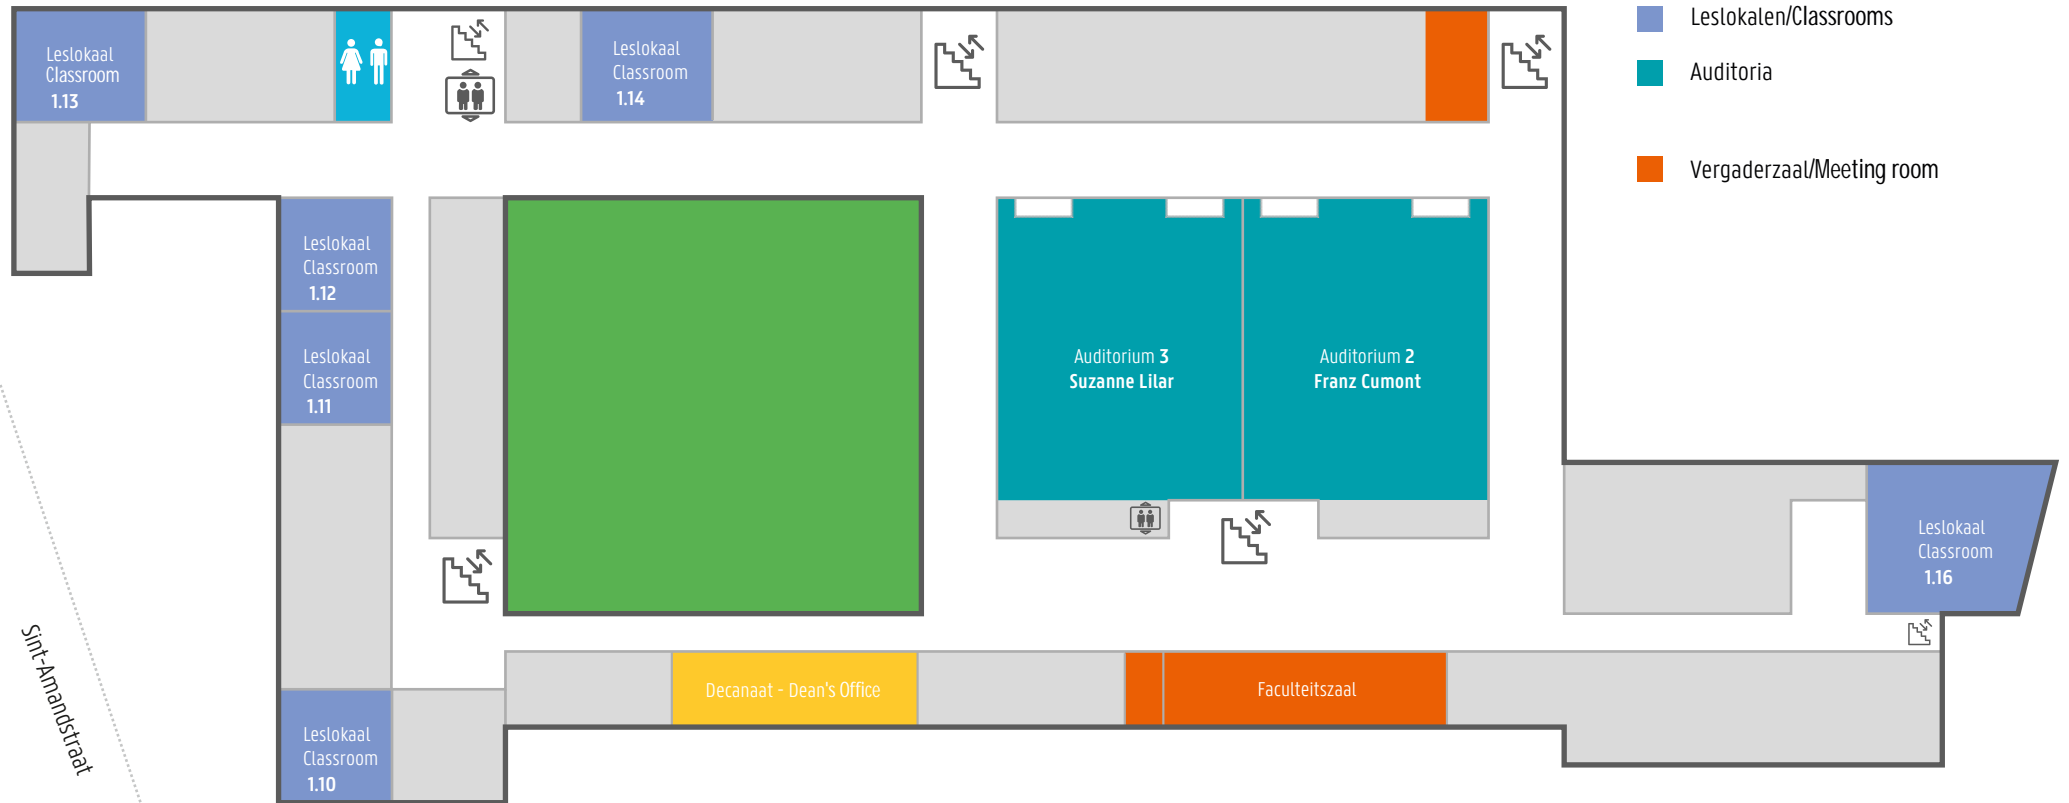 Leslokalen/Classrooms
Auditoria
Vergaderzaal/Meeting room
Leslokaal
Classroom
1.13
Leslokaal
Classroom
1.14
Leslokaal
Classroom
1.12
Leslokaal
Classroom
1.11
Auditorium 3
Suzanne Lilar
Auditorium 2
Franz Cumont
Leslokaal
Classroom
1.16
Sint-Amandstraat
Decanaat - Dean's Office
Faculteitszaal
Leslokaal
Classroom
1.10